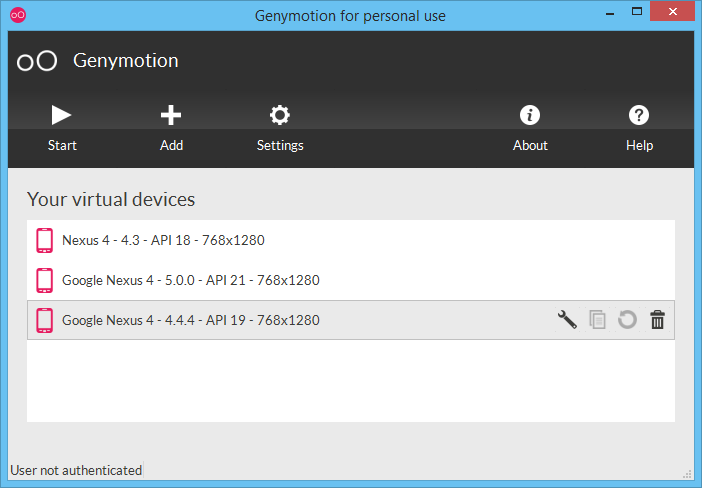 Genymotion for personal use
Genymotion
Start Add Settings About Help
Your virtual devices
Nexus 4 - 4.3 - API 18 - 768x1280
Google Nexus 4 - 5.0.0 - API 21 - 768x1280
Google Nexus 4 - 4.4.4 - API 19 - 768x1280
User not authenticated